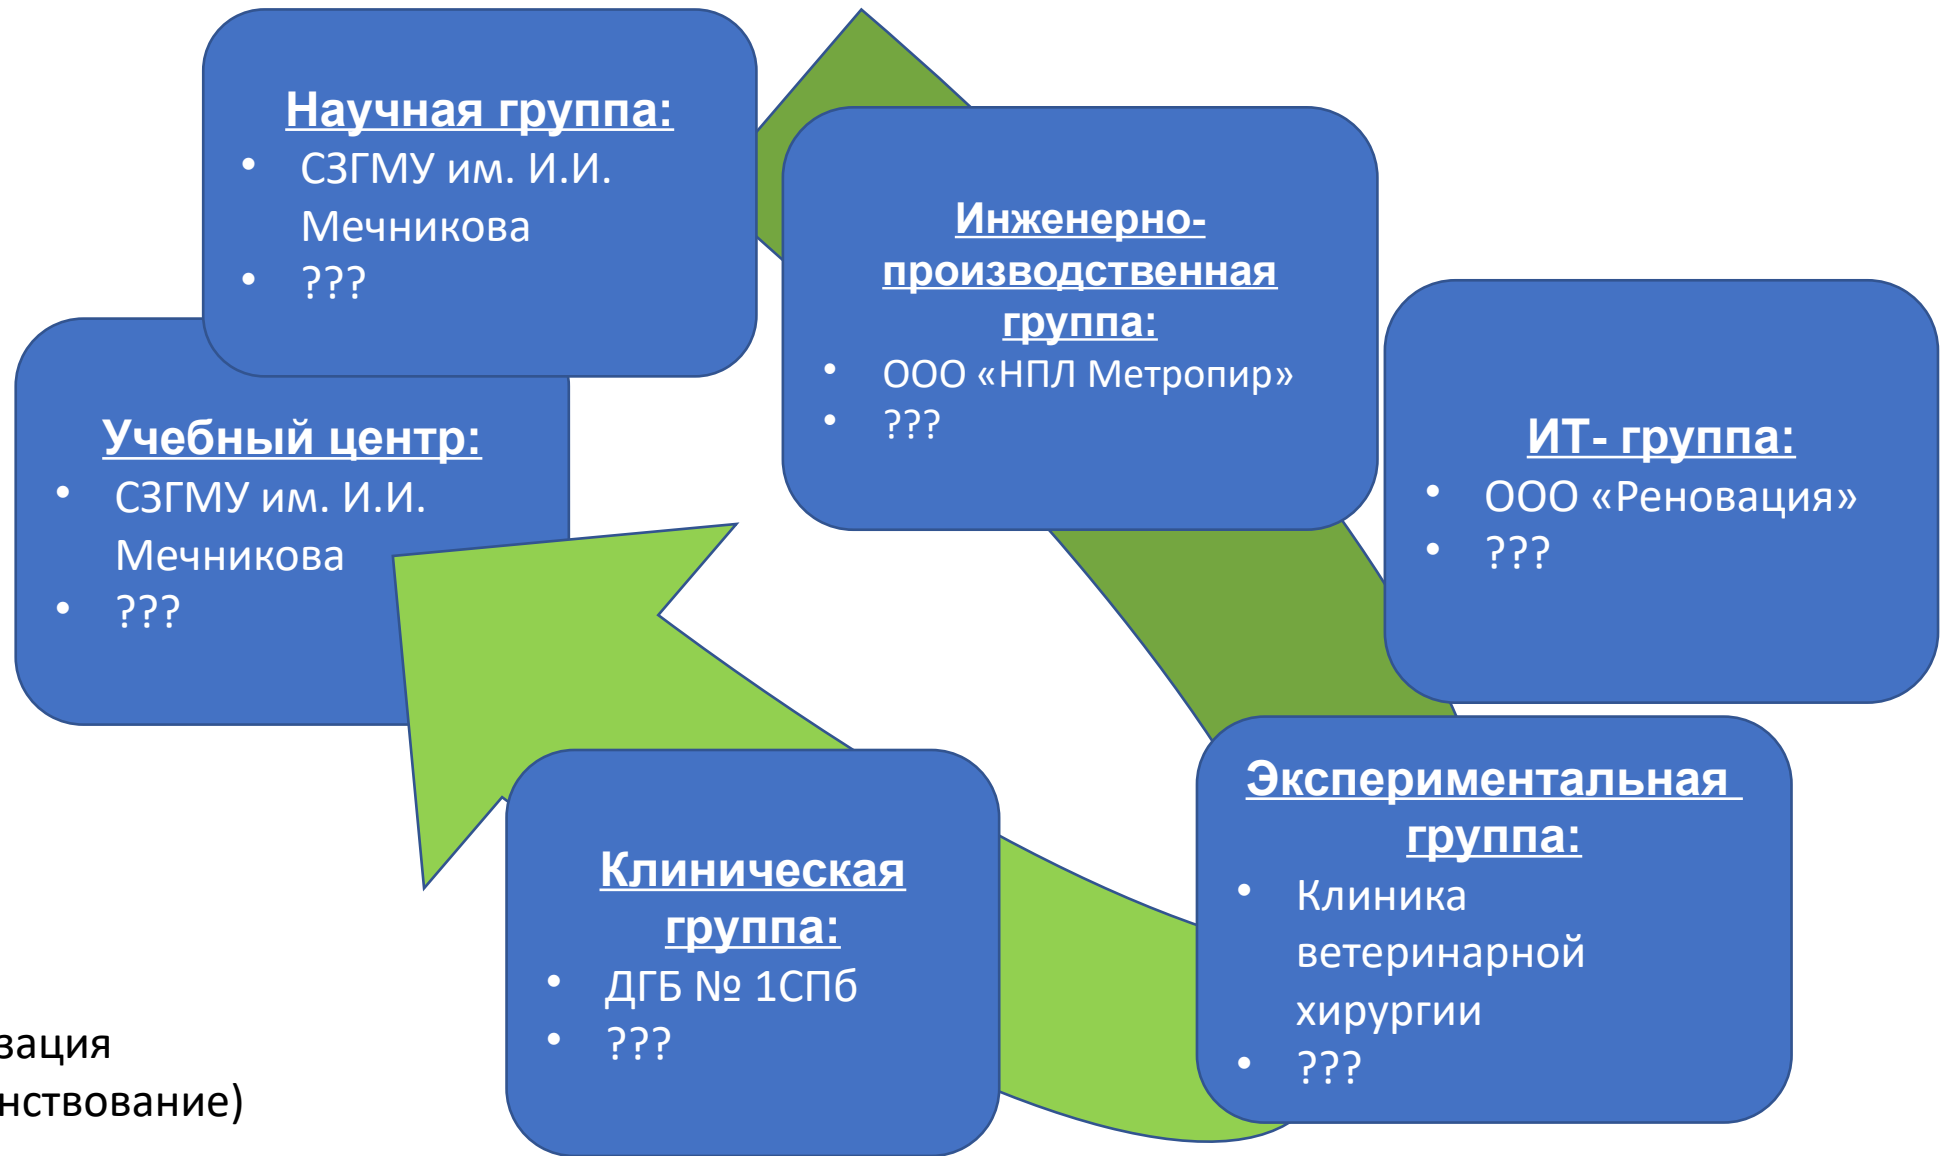 Научная группа:
• СЗГМУ им. И.И.
Мечникова
• ???
Инженерно-
производственная
группа:
• ООО «НПЛ Метропир»
• ???
ИТ- группа:
• ООО «Реновация»
• ???
Учебный центр:
• СЗГМУ им. И.И.
Мечникова
• ???
Экспериментальная
группа:
• Клиника
ветеринарной
хирургии
• ???
Клиническая
группа:
• ДГБ № 1СПб
• ???
зация
нствование)